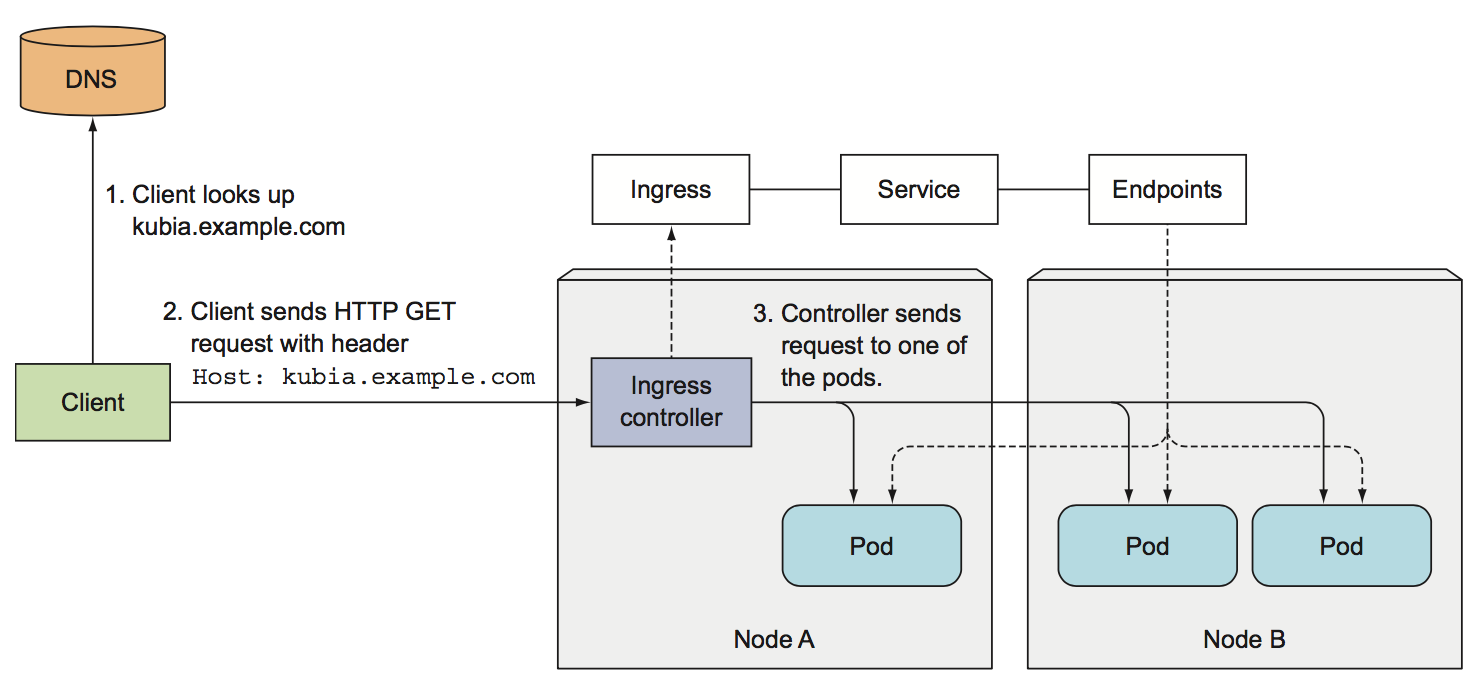 DNS
1. Client looks up
kubia.example.com
Ingress
Service
Endpoints
2. Client sends HTTP GET
request with header
Host: kubia.example.com
3. Controller sends
request to one of
the pods.
Client
Ingress
controller
Pod
Pod
Pod
Node A
Node B